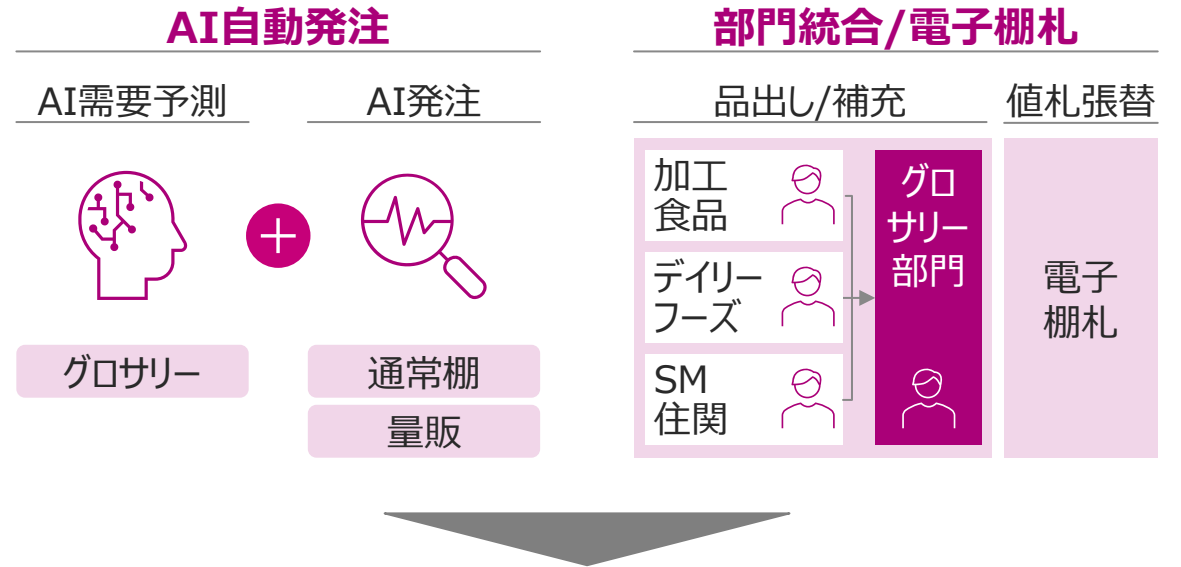 AI自動発注
部門統合/電子棚札
AI需要予測
AI発注
品出し/補充
値札張替
グロサリー
通常棚
量販
加工
食品
デイリー
フーズ
SM
住関
グロ
サリー
部門
電子
棚札